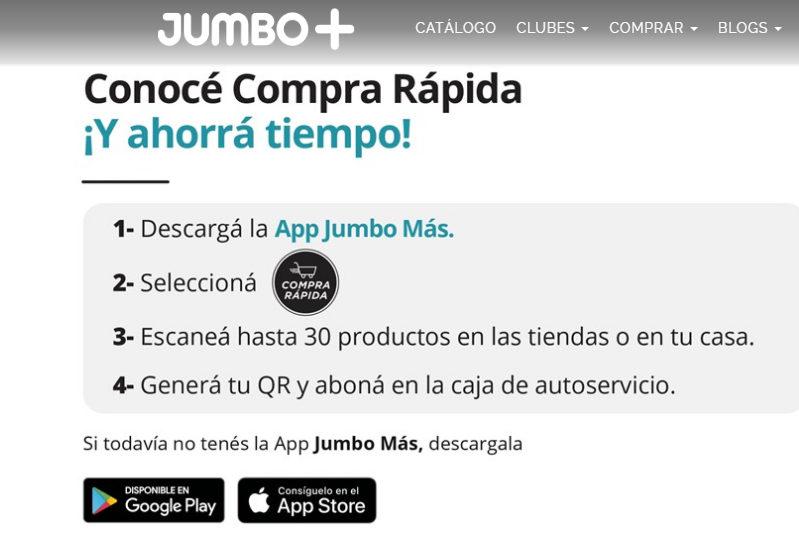 JUMBO+ CATÁLOGO CLUBES COMPRAR BLOGS
Conocé Compra Rápida
¡Y ahorrá tiempo!
1- Descargá la App Jumbo Más.
2- Seleccioná COMPRA RÁPIDA
3- Escaneá hasta 30 productos en las tiendas o en tu casa.
4- Generá tu QR y aboná en la caja de autoservicio.
Si todavía no tenés la App Jumbo Más, descargala
DISPONIBLE EN Google Play
Consíguelo en el App Store